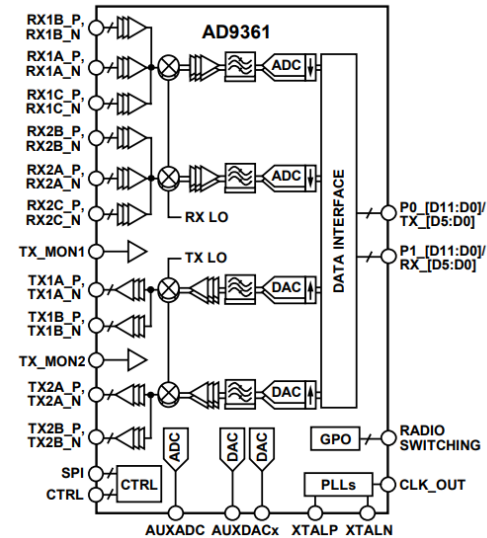 AD9361
RX1B_P,
RX1B_N
RX1A_P,
RX1A_N
RX1C_P,
RX1C_N
RX2B_P,
RX2B_N
RX2A_P,
RX2A_N
RX2C_P,
RX2C_N
TX_MON1
TX1A_P,
TX1A_N
TX1B_P,
TX1B_N
TX_MON2
TX2A_P,
TX2A_N
TX2B_P,
TX2B_N
SPI
CTRL
CTRL
ADC
ADC
RX LO
TX LO
DAC
DAC
ADC
DAC
DAC
DATA INTERFACE
GPO
PLLs
P0_[D11:D0]/
TX_[D5:D0]
P1_[D11:D0]/
RX_[D5:D0]
RADIO
SWITCHING
CLK_OUT
AUXADC AUXDACx XTALP XTALN